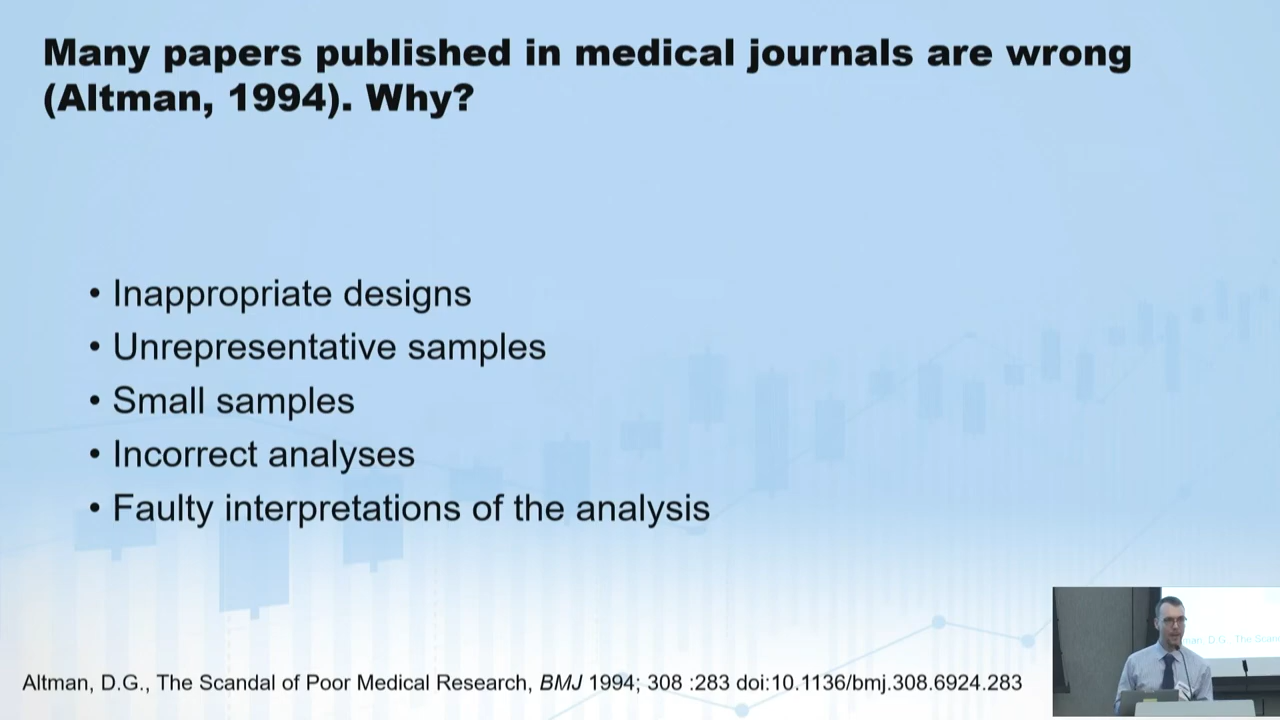 Many papers published in medical journals are wrong
(Altman, 1994). Why?
• Inappropriate designs
• Unrepresentative samples
• Small samples
• Incorrect analyses
• Faulty interpretations of the analysis
Altman, D.G., The Scandal of Poor Medical Research, BMJ 1994; 308 :283 doi:10.1136/bmj.308.6924.283
D.G., The Scan